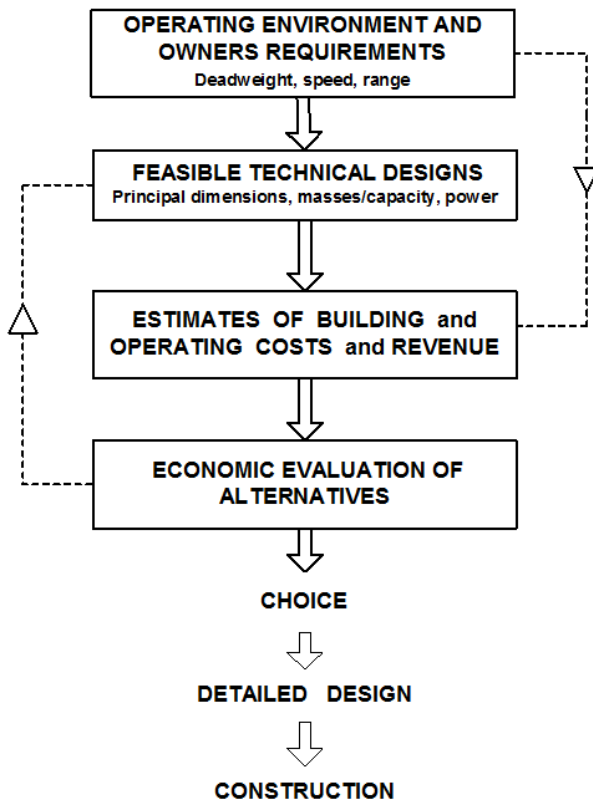 OPERATING ENVIRONMENT AND
OWNERS REQUIREMENTS
Deadweight, speed, range
FEASIBLE TECHNICAL DESIGNS
Principal dimensions, masses/capacity, power
ESTIMATES OF BUILDING and
OPERATING COSTS and REVENUE
ECONOMIC EVALUATION OF
ALTERNATIVES
CHOICE
DETAILED DESIGN
CONSTRUCTION